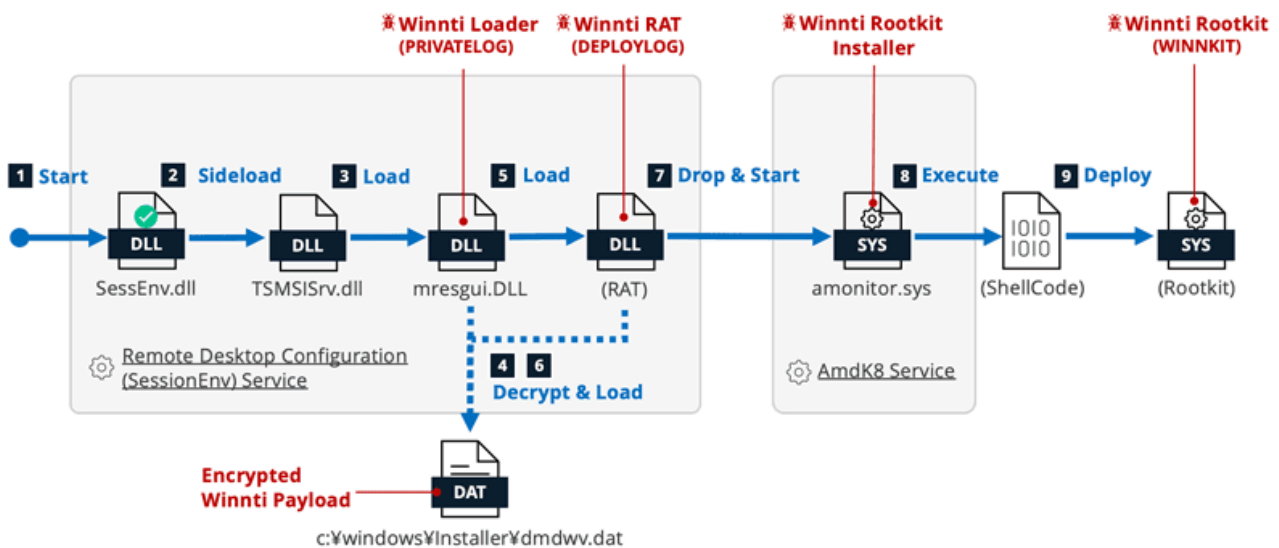 Winnti Loader
(PRIVATELOG)
Winnti RAT
(DEPLOYLOG)
Winnti Rootkit
Installer
Winnti Rootkit
(WINNKIT)
1 Start
2 Sideload
3 Load
5 Load
7 Drop & Start
8 Execute
9 Deploy
DLL
DLL
DLL
DLL
SYS
1010
1010
SYS
SessEnv.dll
TSMSISrv.dll
mresgui.DLL
(RAT)
amonitor.sys
(ShellCode)
(Rootkit)
Remote Desktop Configuration
(SessionEnv) Service
4 6
Decrypt & Load
AmdK8 Service
Encrypted
Winnti Payload
DAT
c:¥windows¥Installer¥dmdwv.dat